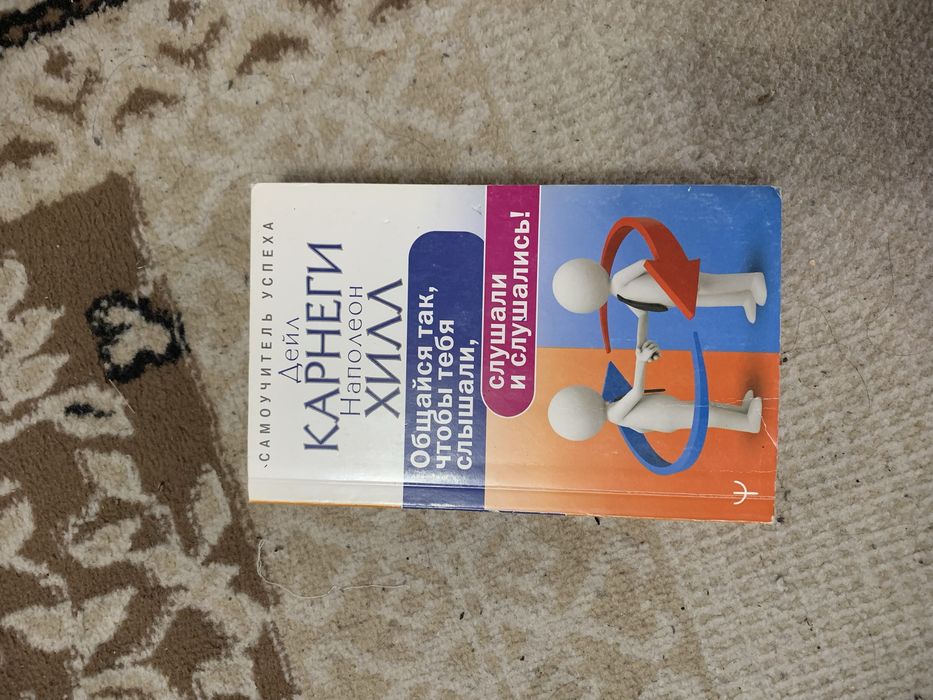 САМОУЧИТЕЛЬ УСПЕХА
Дейл
КАРНЕГИ
Наполеон
ХИЛЛ
Общайся так,
чтобы тебя
слышали,
слушали
и слушались!